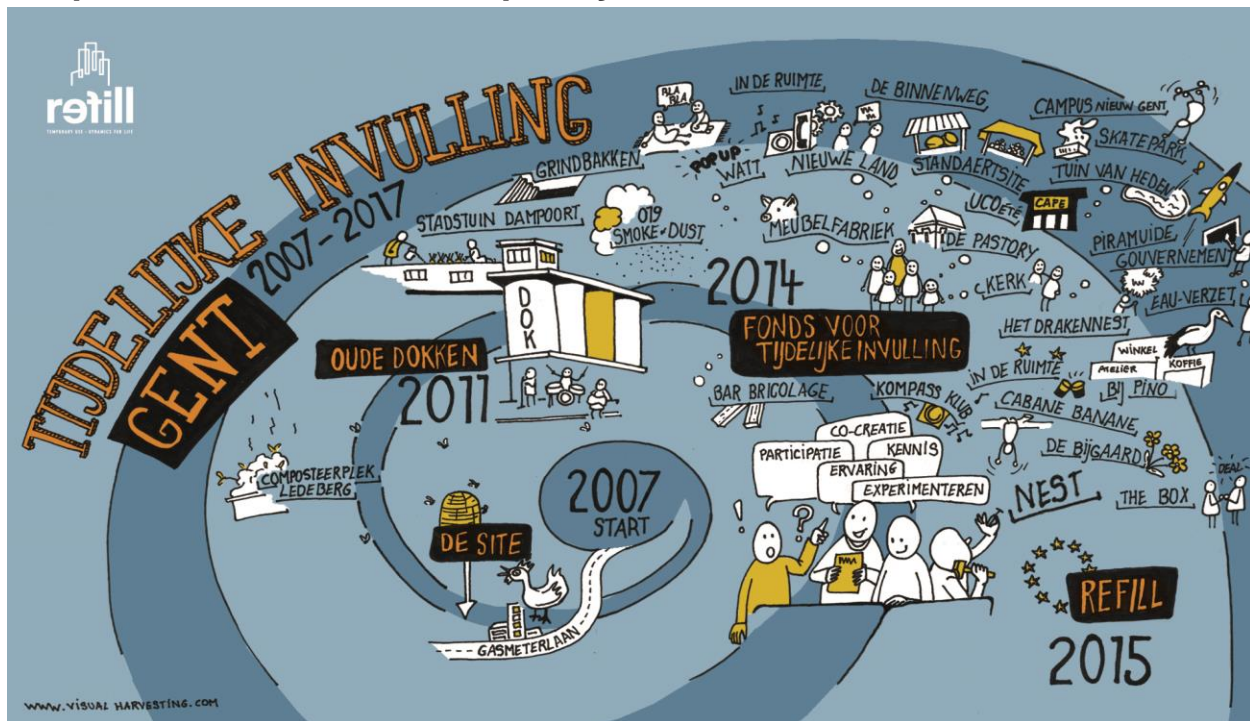 refill
TEMPORARY USE - DYNAMICS FOR LIFE
TIJDELIJKE INVULLING
GENT
2007-2017
BLA BLA
GRINDBAKKEN
IN DE RUIMTE
POP UP
WATT
NIEUWE LAND
DE BINNENWEG
STANDAERTSITE
CAMPUS NIEUW GENT
SKATEPARK
TUIN VAN HEDEN
STADSTUIN DAMPOORT
019
SMOKE & DUST
MEUBELFABRIEK
DE PASTORY
UCOETÉ
CAFE
PIRAMUIDE
GOUVERNEMENT
CKERK
EAU-VERZET
HET DRAKENNEST
DOK
OUDE DOKKEN
2011
2014
FONDS VOOR
TIJDELIJKE INVULLING
WINKEL
ATELIER
KOFFIE
BIJ PINO
BAR BRICOLAGE
KOMPASS KLUB
IN DE RUIMTE
CABANE BANANE
DE BIJGAARD
DEAL
THE BOX
NEST
COMPOSTEERPLEK
LEDEBERG
2007
START
DE SITE
GASMETERLAAN
CO-CREATIE
PARTICIPATIE
KENNIS
ERVARING
EXPERIMENTEREN
! ?
REFILL
2015
WWW.VISUAL HARVESTING.COM